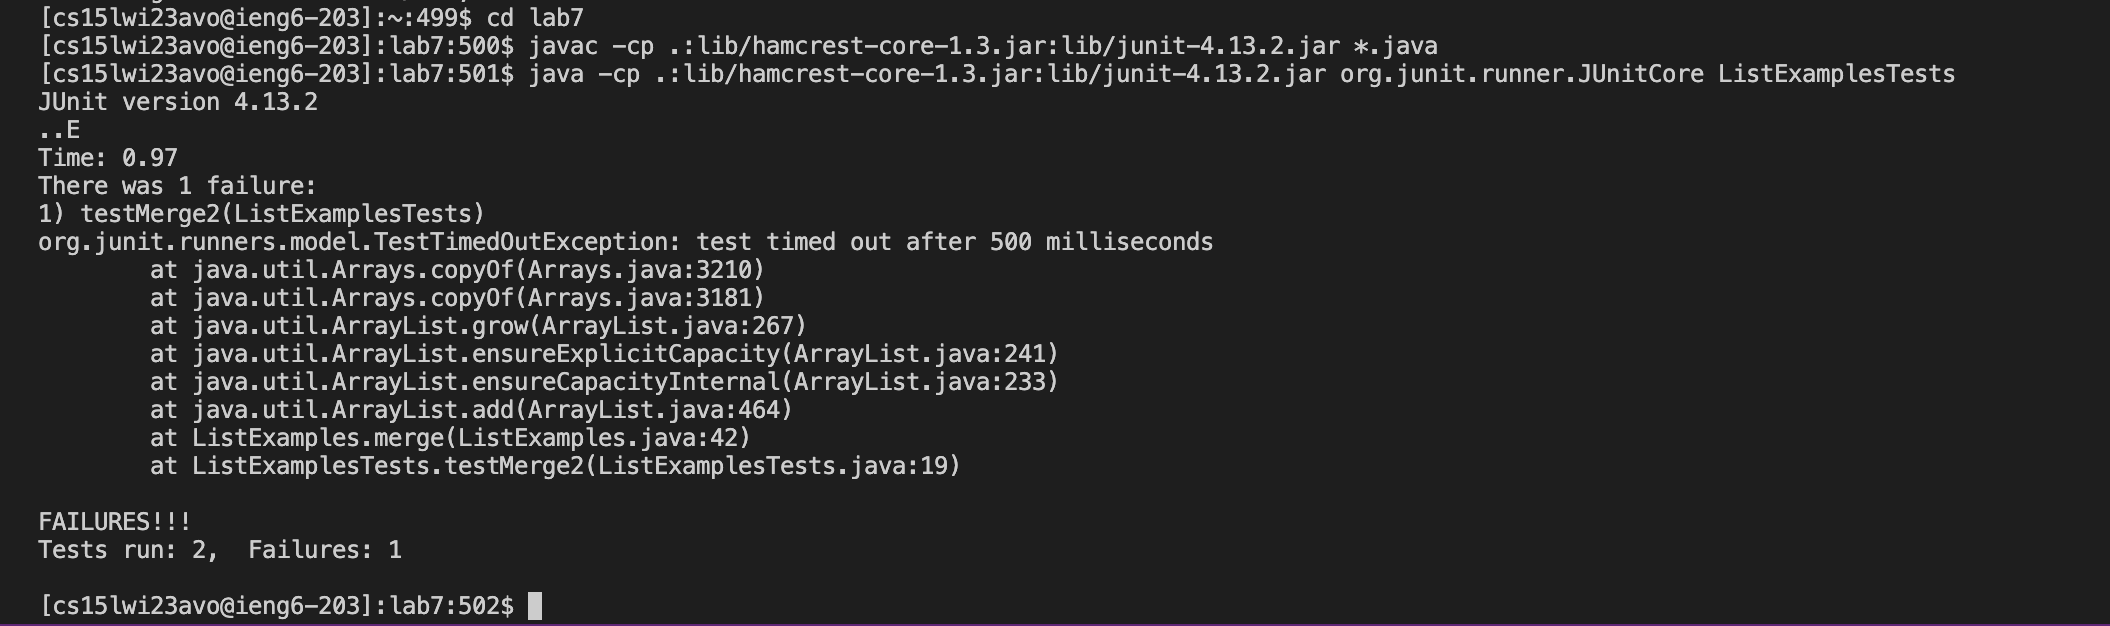 [cs15lwi23avo@ieng6-203]:~:499$ cd lab7
[cs15lwi23avo@ieng6-203]:lab7:500$ javac -cp .:lib/hamcrest-core-1.3.jar:lib/junit-4.13.2.jar *.java
[cs15lwi23avo@ieng6-203]:lab7:501$ java -cp .:lib/hamcrest-core-1.3.jar:lib/junit-4.13.2.jar org.junit.runner.JUnitCore ListExamplesTests
JUnit version 4.13.2
..E
Time: 0.97
There was 1 failure:
1) testMerge2(ListExamplesTests)
org.junit.runners.model.TestTimedOutException: test timed out after 500 milliseconds
        at java.util.Arrays.copyOf(Arrays.java:3210)
        at java.util.Arrays.copyOf(Arrays.java:3181)
        at java.util.ArrayList.grow(ArrayList.java:267)
        at java.util.ArrayList.ensureExplicitCapacity(ArrayList.java:241)
        at java.util.ArrayList.ensureCapacityInternal(ArrayList.java:233)
        at java.util.ArrayList.add(ArrayList.java:464)
        at ListExamples.merge(ListExamples.java:42)
        at ListExamplesTests.testMerge2(ListExamplesTests.java:19)
FAILURES!!!
Tests run: 2,  Failures: 1
[cs15lwi23avo@ieng6-203]:lab7:502$